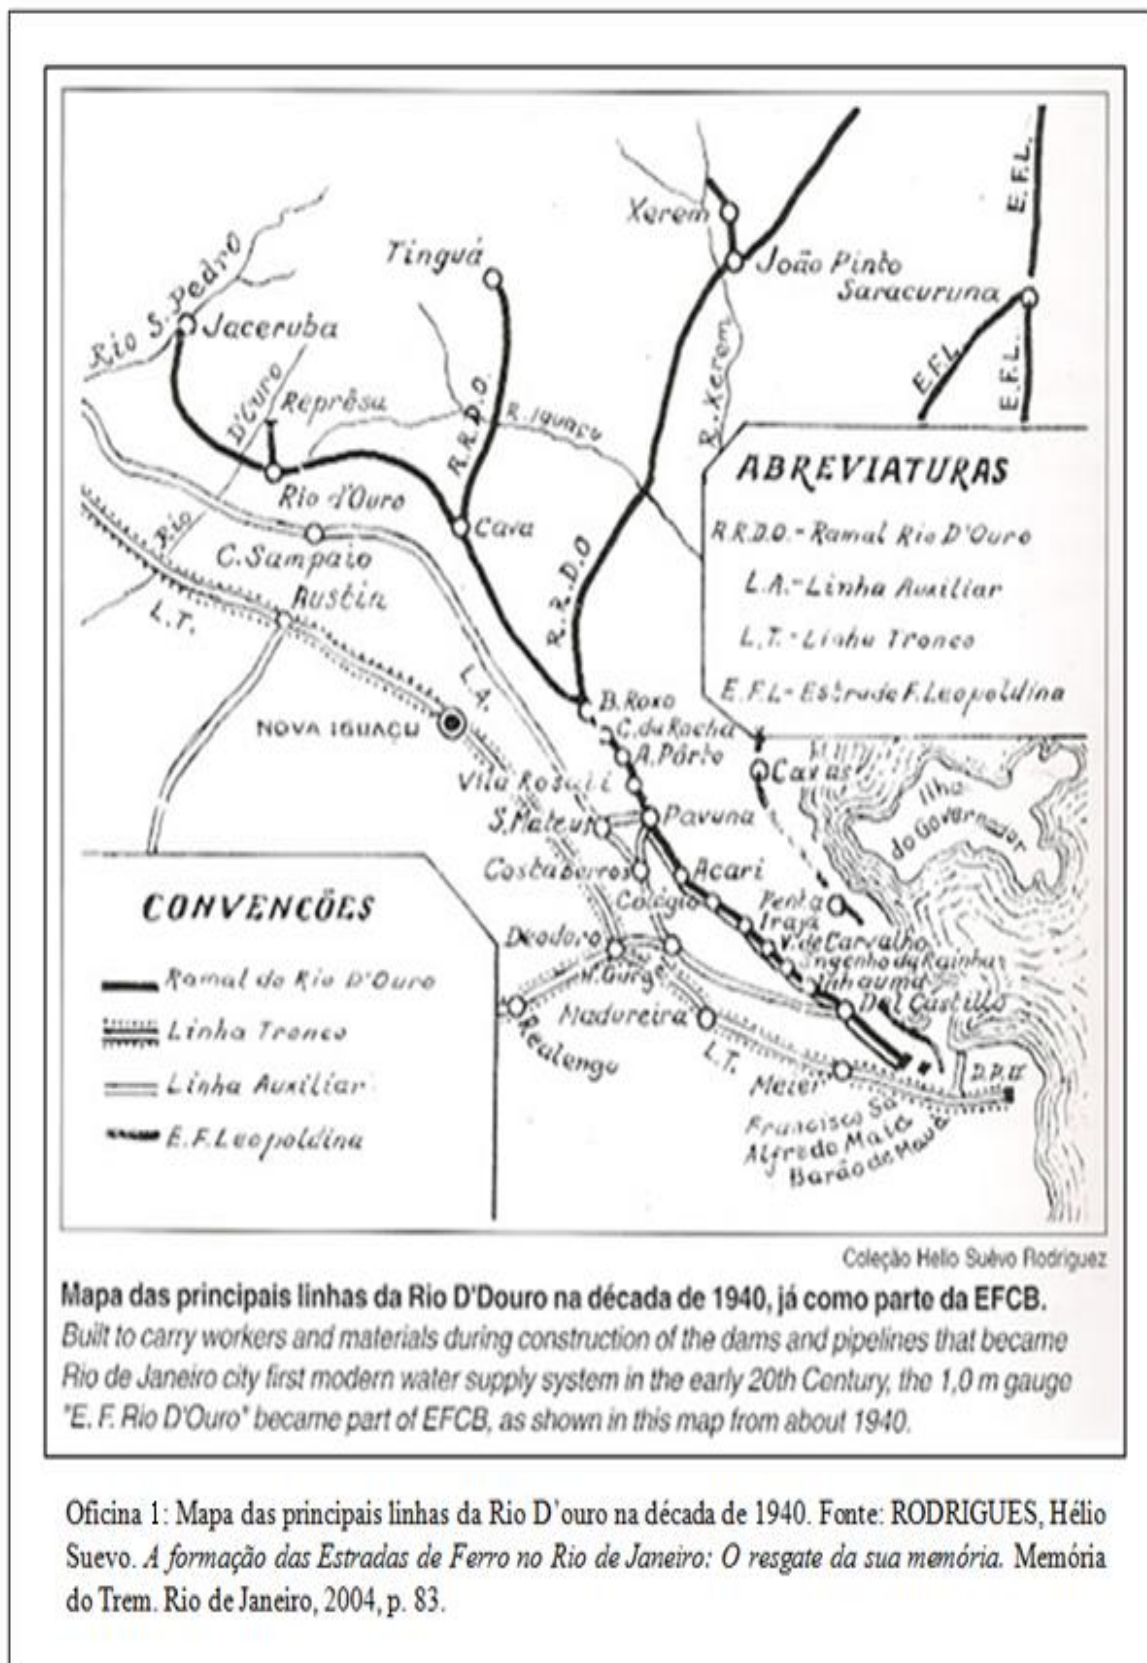 Xerem
Tinguá
João Pinto
Saracuruna
E.F.L.
E.F.L.
E.F.L.
Rio S. Pedro
Jaceruba
Rio D'Ouro
Reprêsa
R.R.D.O.
R. Iguaçu
R. Xerem
Rio d'Ouro
Cava
C. Sampaio
Austin
L.T.
L.A.
R.R.D.O
NOVA IGUAÇU
ABREVIATURAS
R.R.D.O.- Ramal Rio D'Ouro
L.A.- Linha Auxiliar
L.T. - Linha Tronco
E.F.L- Estrada F. Leopoldina
B. Roxo
C. da Rocha
A. Pôrto
Vila Rosali
S. Mateus
Pavuna
Costa barros
Acari
Colégio
Irajá
V. de Carvalho
Engenho da Rainha
Inhauma
Del Castillo
Caxas
Penha
Ilha
do Governador
Deodoro
Madureira
Realengo
L.T.
Meier
D.P.II
Francisco Sá
Alfredo Maia
Barão de Mauá
CONVENCÕES
Ramal do Rio D'Ouro
Linha Tronco
Linha Auxiliar
E.F. Leopoldina
Coleção Helio Suêvo Rodriguez
Mapa das principais linhas da Rio D'Douro na década de 1940, já como parte da EFCB.
Built to carry workers and materials during construction of the dams and pipelines that became
Rio de Janeiro city first modern water supply system in the early 20th Century, the 1,0 m gauge
"E. F. Rio D'Ouro" became part of EFCB, as shown in this map from about 1940.
Oficina 1: Mapa das principais linhas da Rio D'ouro na década de 1940. Fonte: RODRIGUES, Hélio
Suevo. A formação das Estradas de Ferro no Rio de Janeiro: O resgate da sua memória. Memória
do Trem. Rio de Janeiro, 2004, p. 83.